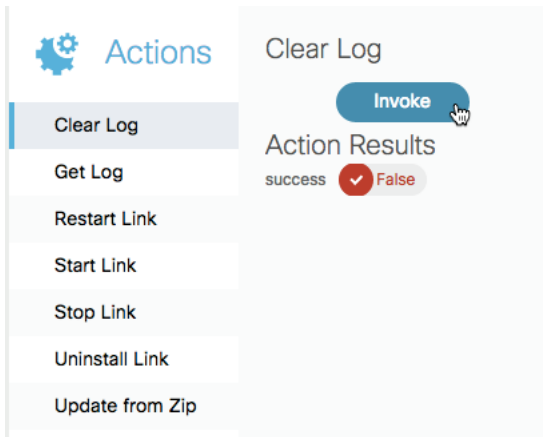 Actions
Clear Log
Get Log
Restart Link
Start Link
Stop Link
Uninstall Link
Update from Zip
Clear Log
Invoke
Action Results
success False